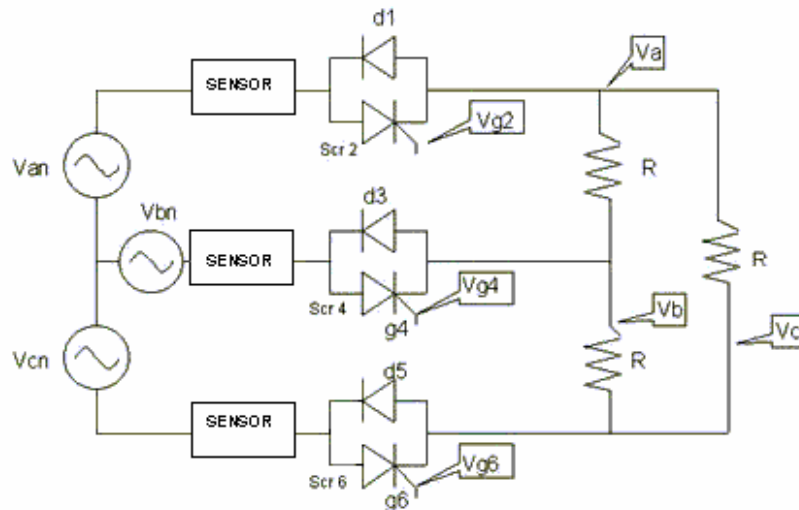 d1
Va
SENSOR
Vg2
Scr 2
Van
R
Vbn
d3
R
SENSOR
Vg4
Scr 4
g4
Vb
Vcn
R
d5
SENSOR
Vg6
Scr 6
g6